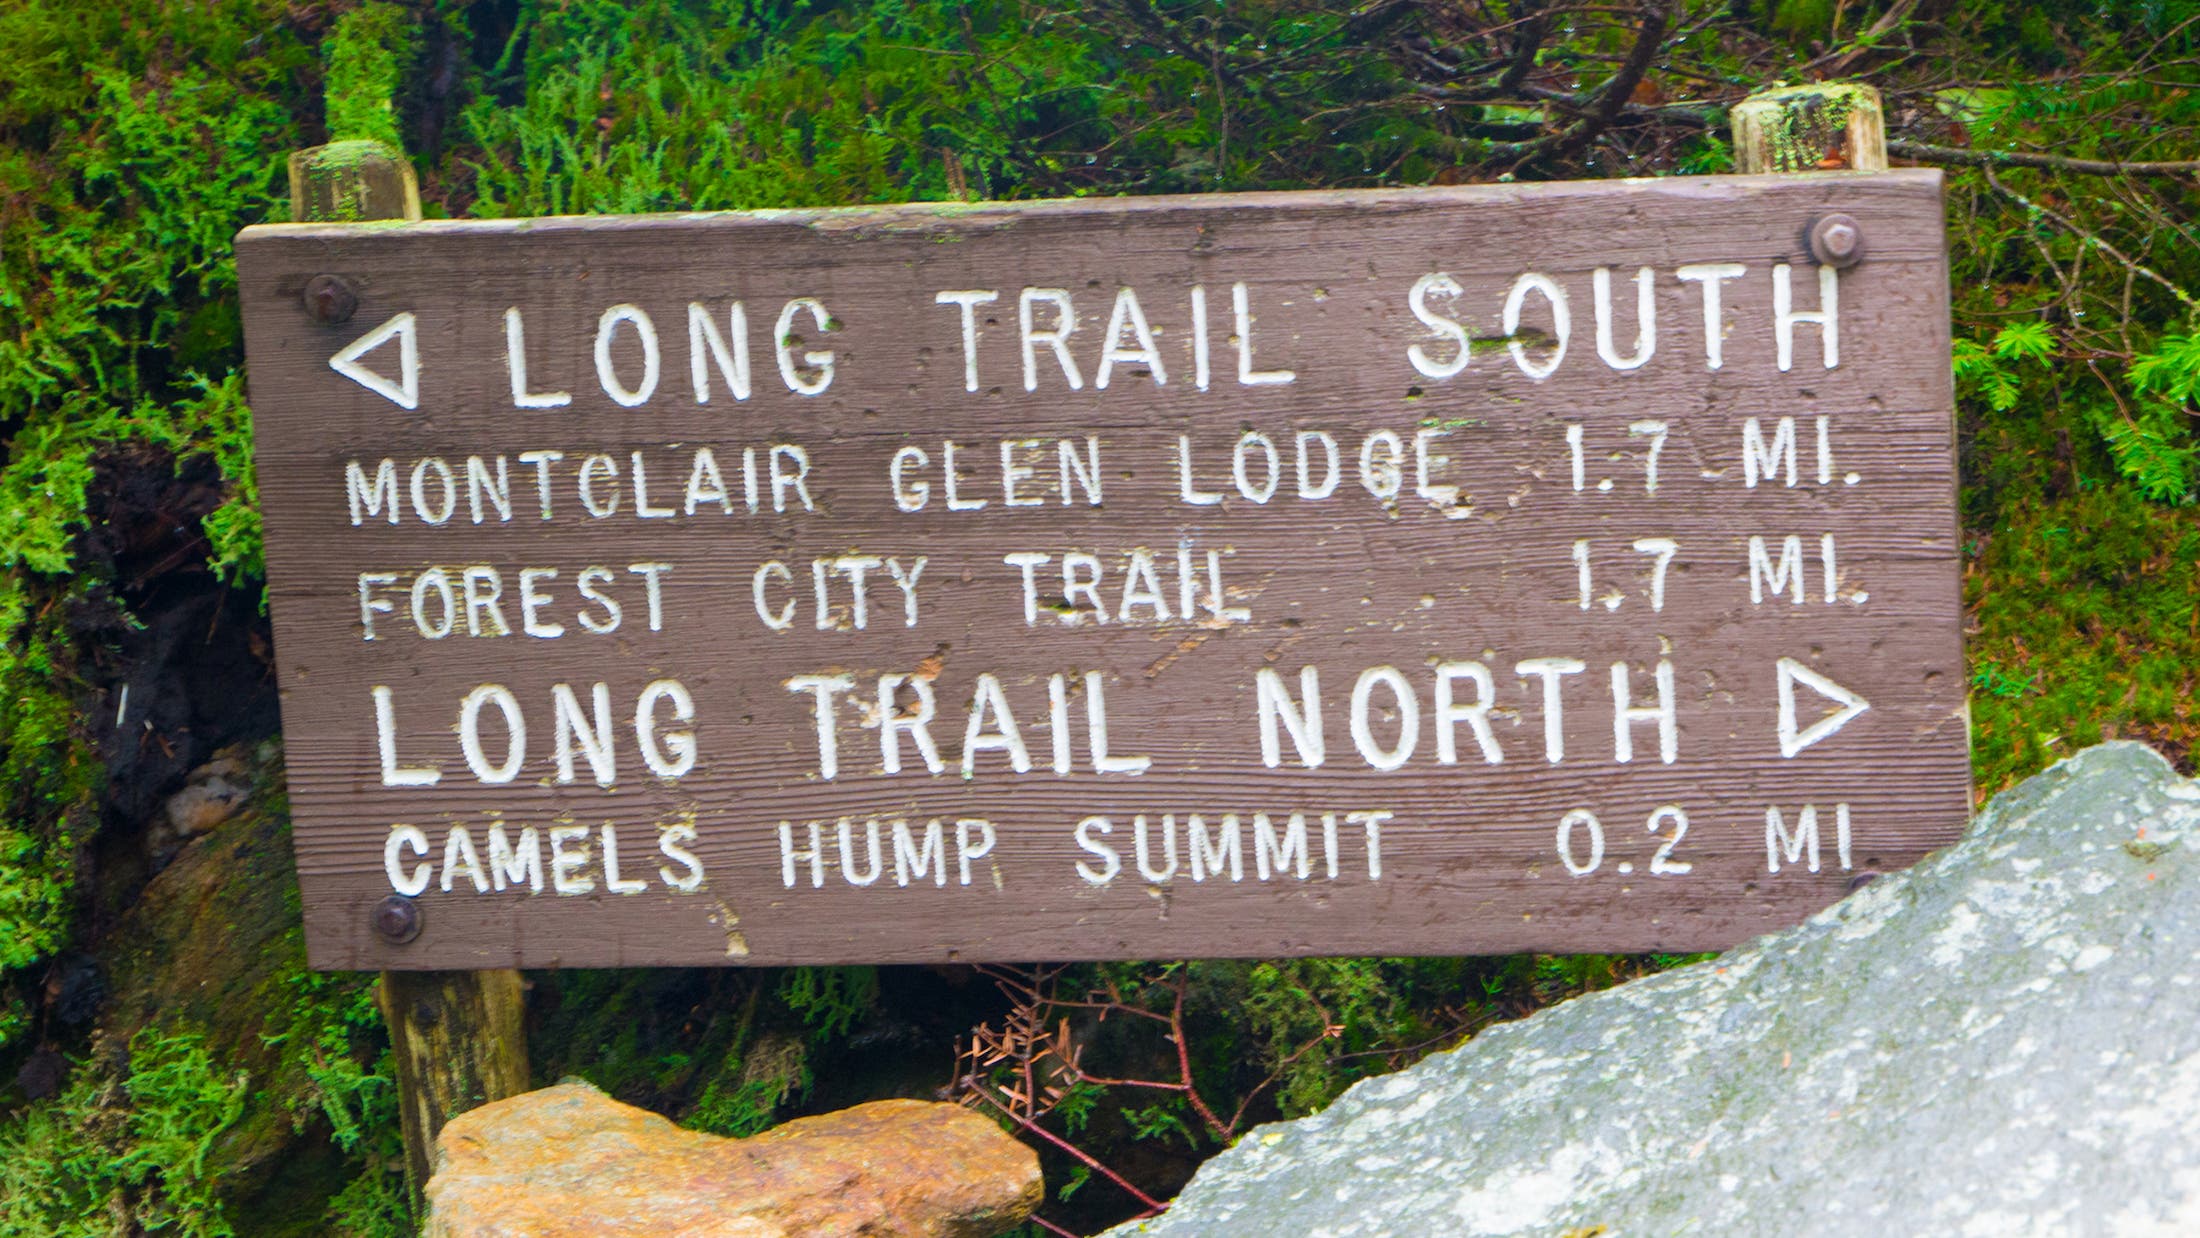 LONG TRAIL SOUTH
MONTCLAIR GLEN LODGE 1.7 MI.
FOREST CITY TRAIL 1.7 MI.
LONG TRAIL NORTH
CAMELS HUMP SUMMIT 0.2 MI